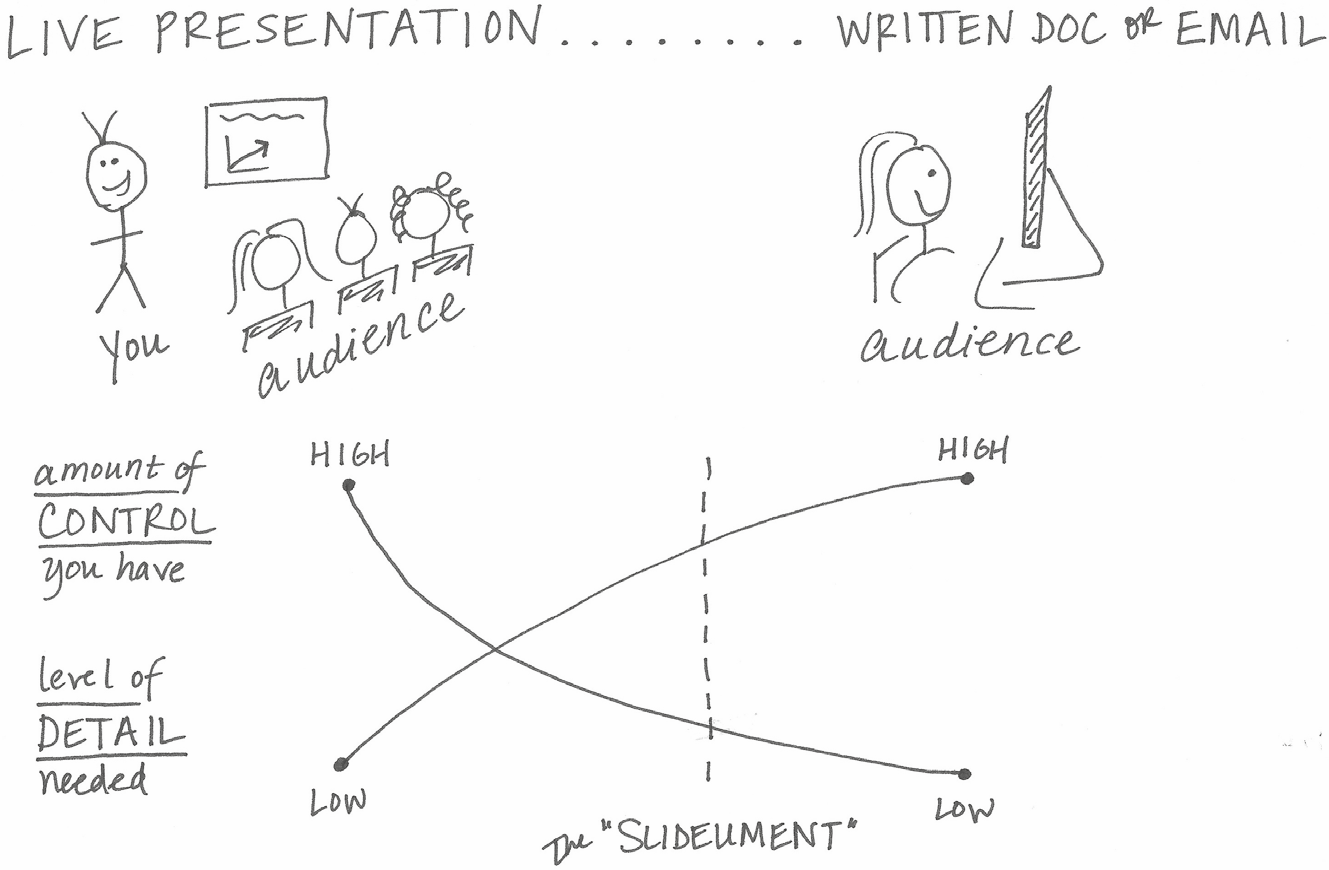 LIVE PRESENTATION........ WRITTEN DOC OR EMAIL
you
audience
audience
amount of
CONTROL
you have
HIGH
HIGH
level of
DETAIL
needed
LOW
LOW
The "SLIDEUMENT"